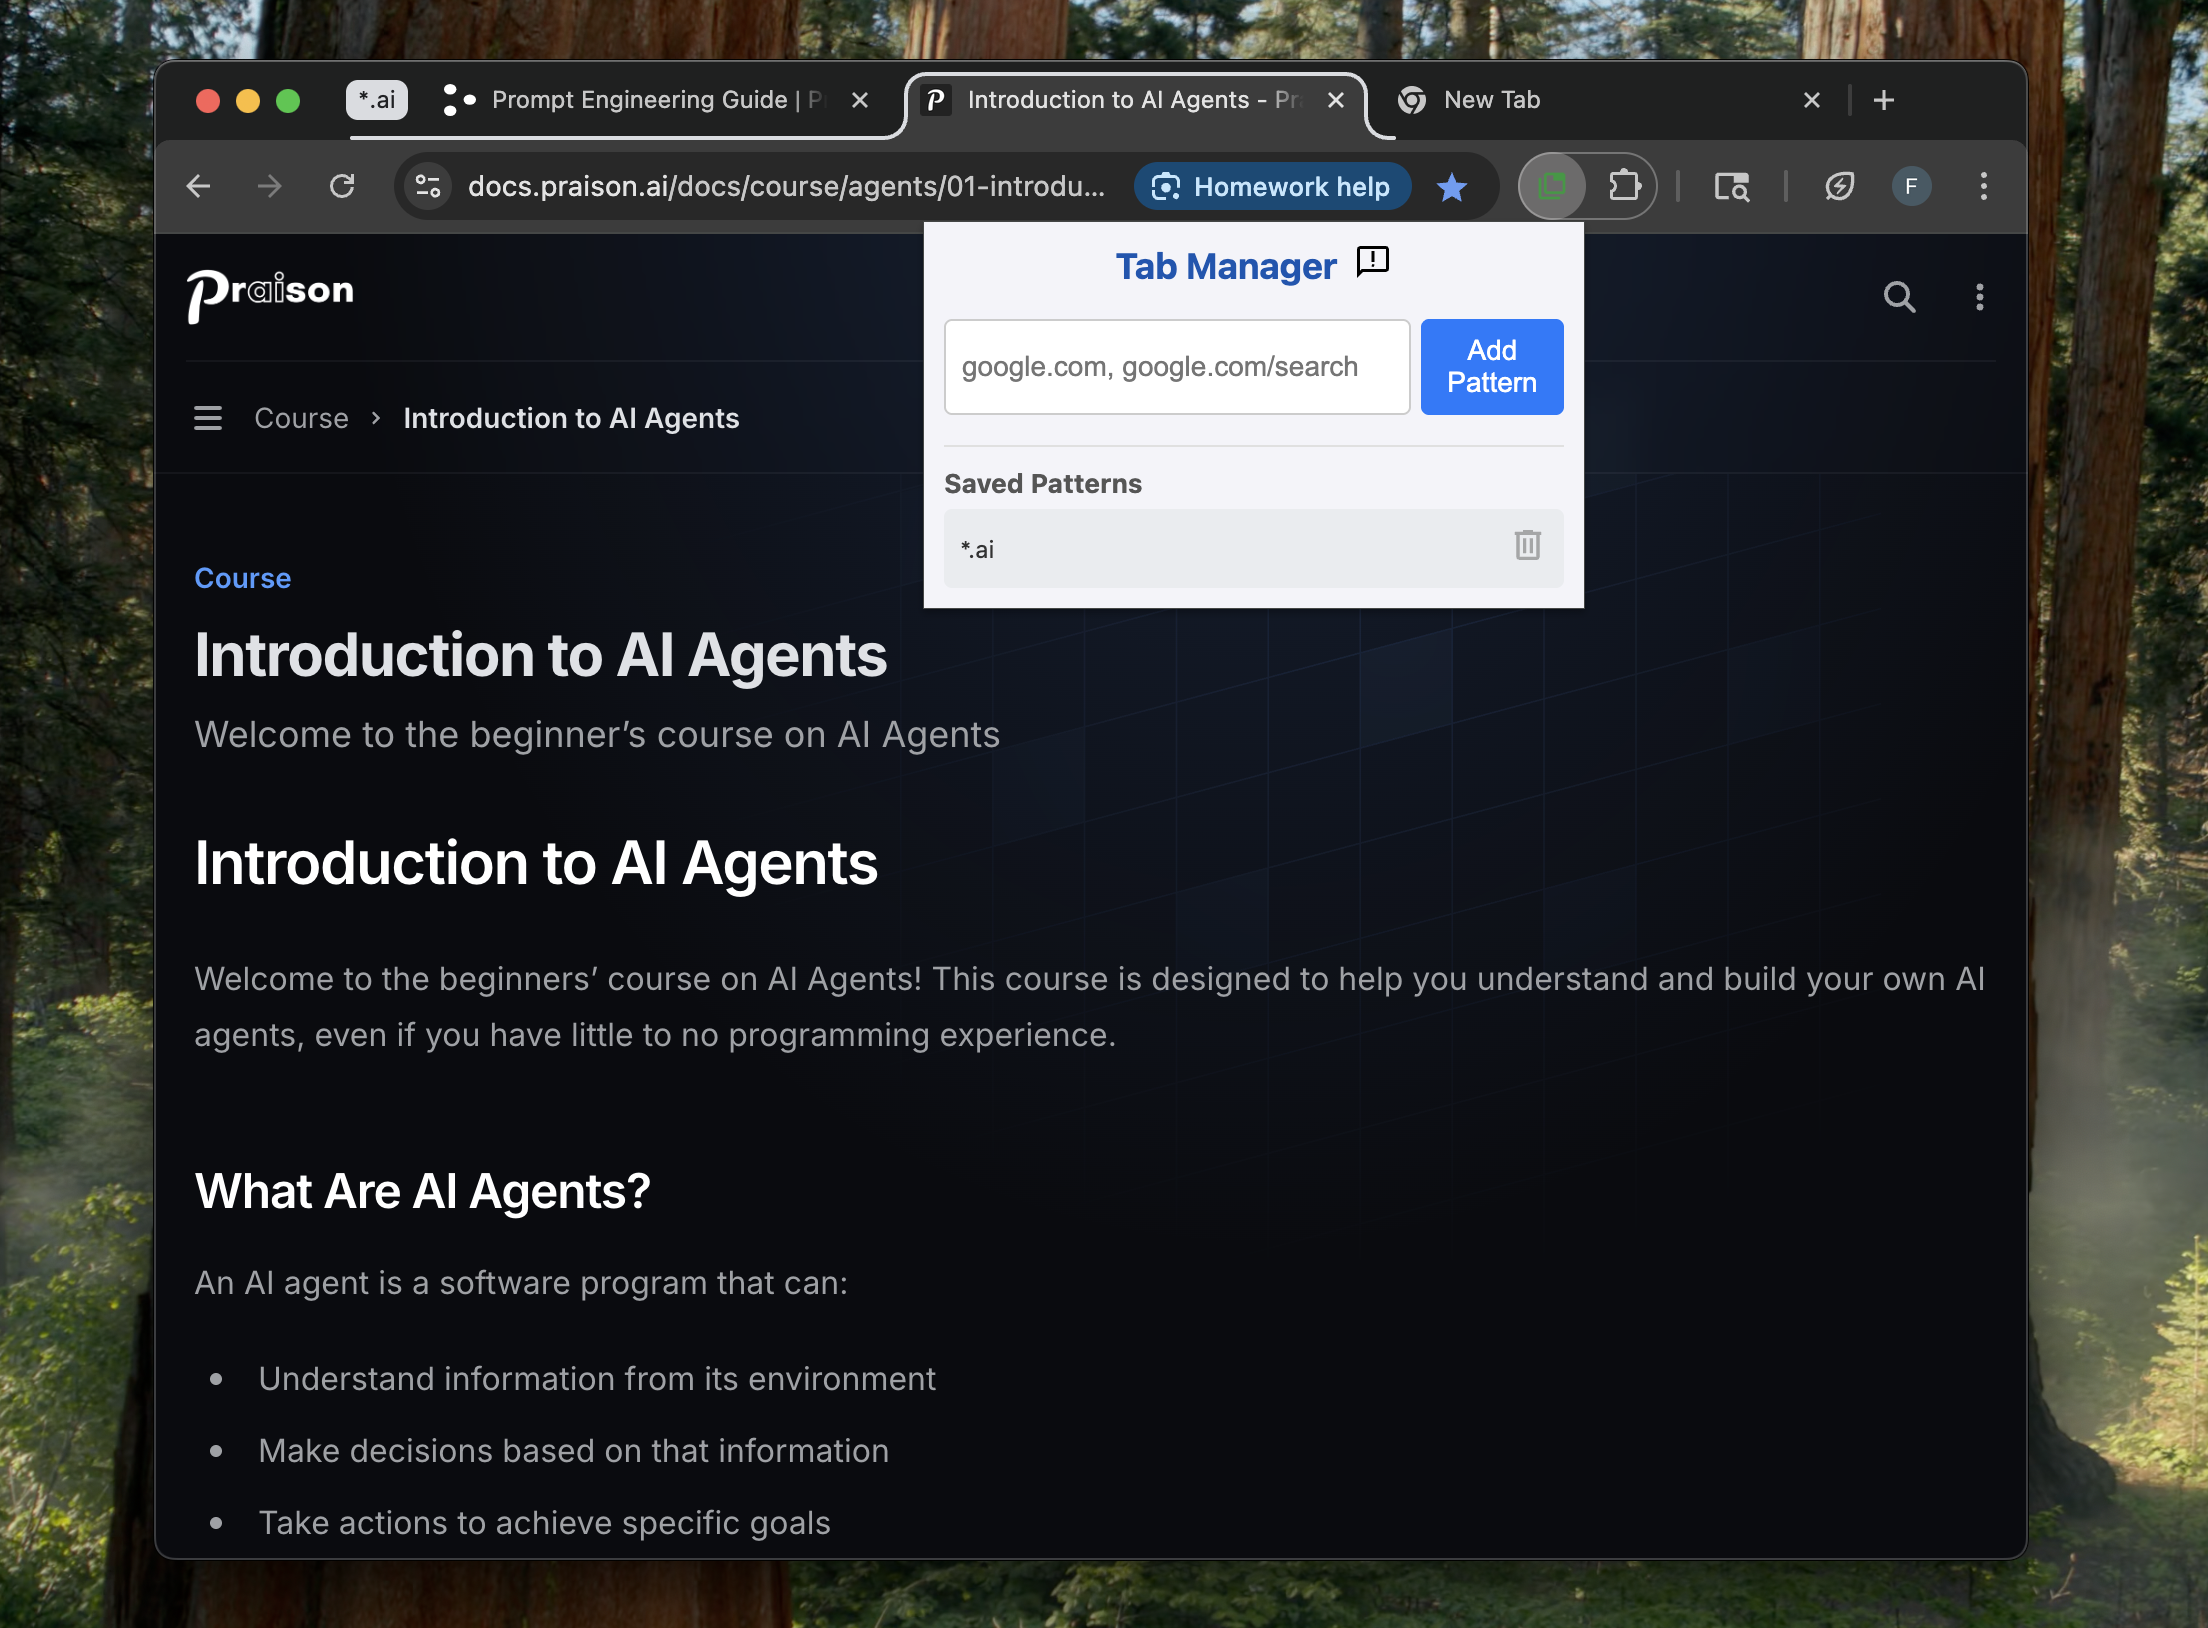 *.ai
Prompt Engineering Guide | P
Introduction to AI Agents - Pr
New Tab
docs.praison.ai/docs/course/agents/01-introdu...
Homework help
F
Praison
Tab Manager
google.com, google.com/search
Add
Pattern
Saved Patterns
*.ai
Course > Introduction to AI Agents
Course
Introduction to AI Agents
Welcome to the beginner’s course on AI Agents
Introduction to AI Agents
Welcome to the beginners’ course on AI Agents! This course is designed to help you understand and build your own AI
agents, even if you have little to no programming experience.
What Are AI Agents?
An AI agent is a software program that can:
• Understand information from its environment
• Make decisions based on that information
• Take actions to achieve specific goals